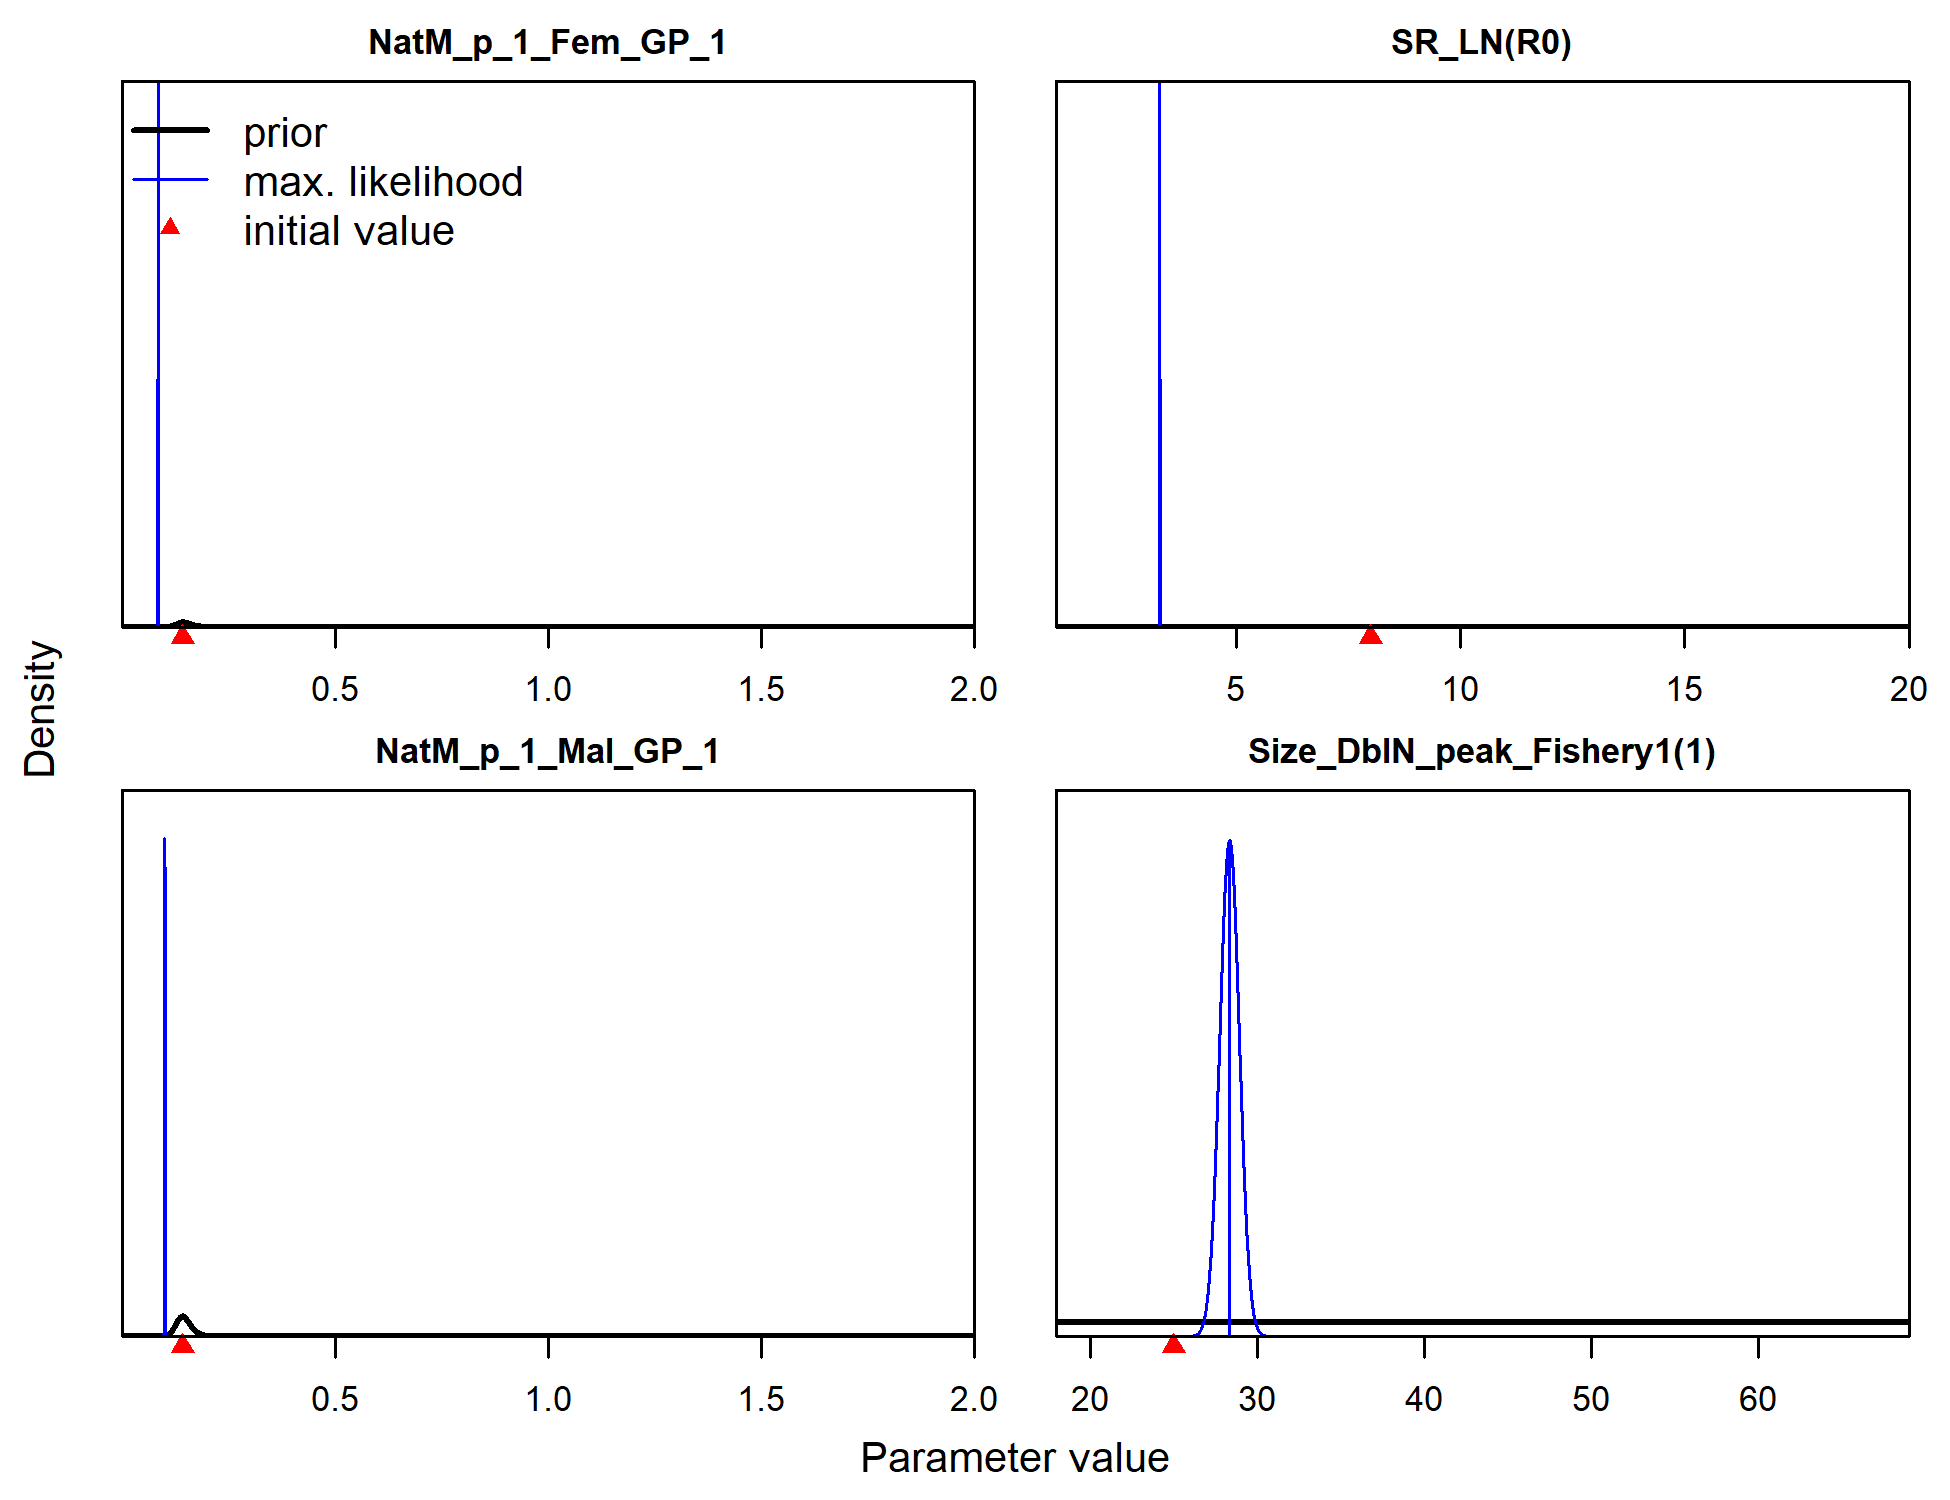 NatM_p_1_Fem_GP_1
prior
max. likelihood
initial value
0.5 1.0 1.5 2.0
SR_LN(R0)
5 10 15 20
Density
NatM_p_1_Mal_GP_1
0.5 1.0 1.5 2.0
Size_DblN_peak_Fishery1(1)
20 30 40 50 60
Parameter value